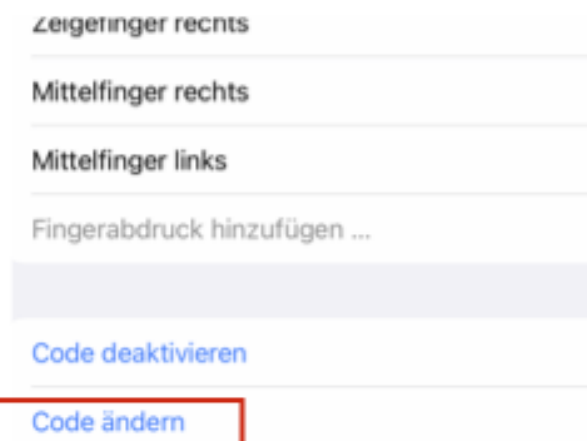 Zeigefinger rechts
Mittelfinger rechts
Mittelfinger links
Fingerabdruck hinzufügen ...
Code deaktivieren
Code ändern